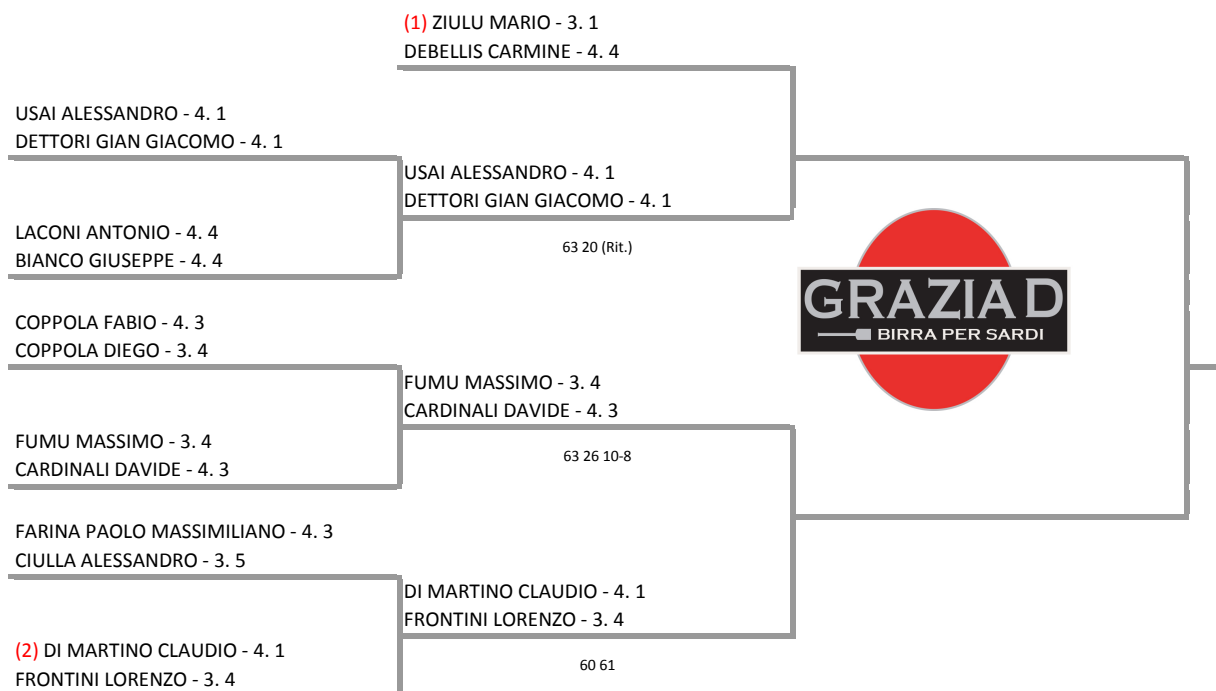 (1) ZIULU MARIO - 3. 1
DEBELLIS CARMINE - 4. 4
USAI ALESSANDRO - 4. 1
DETTORI GIAN GIACOMO - 4. 1
USAI ALESSANDRO - 4. 1
DETTORI GIAN GIACOMO - 4. 1
63 20 (Rit.)
LACONI ANTONIO - 4. 4
BIANCO GIUSEPPE - 4. 4
GRAZIA D
BIRRA PER SARDI
COPPOLA FABIO - 4. 3
COPPOLA DIEGO - 3. 4
FUMU MASSIMO - 3. 4
CARDINALI DAVIDE - 4. 3
63 26 10-8
FUMU MASSIMO - 3. 4
CARDINALI DAVIDE - 4. 3
FARINA PAOLO MASSIMILIANO - 4. 3
CIULLA ALESSANDRO - 3. 5
DI MARTINO CLAUDIO - 4. 1
FRONTINI LORENZO - 3. 4
60 61
(2) DI MARTINO CLAUDIO - 4. 1
FRONTINI LORENZO - 3. 4